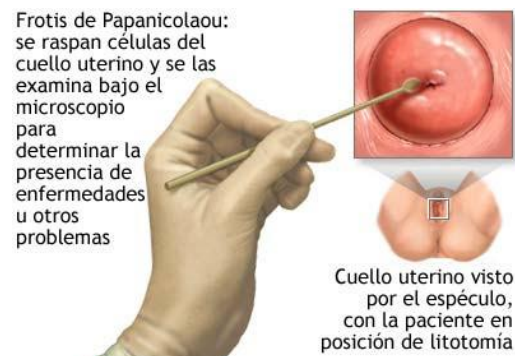 Frotis de Papanicolaou:
se raspan células del
cuello uterino y se las
examina bajo el
microscopio
para
determinar la
presencia de
enfermedades
u otros
problemas
Cuello uterino visto
por el espéculo,
con la paciente en
posición de litotomía